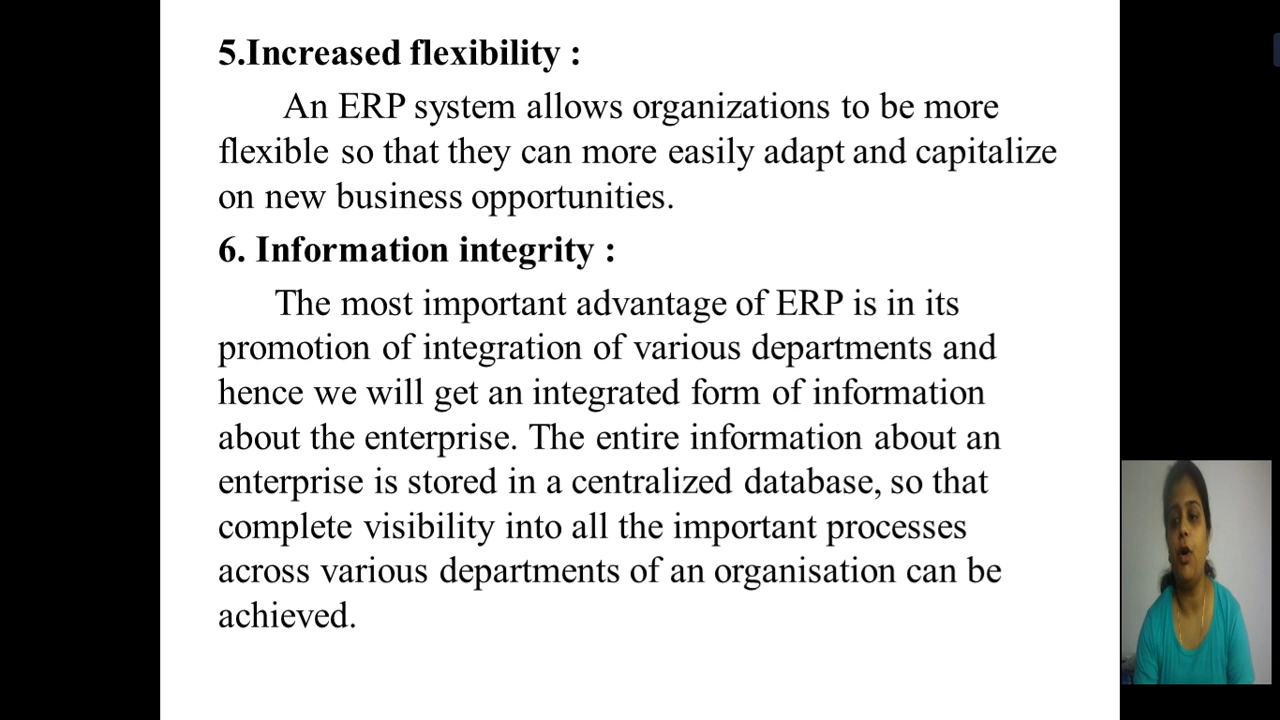 5.Increased flexibility :
An ERP system allows organizations to be more
flexible so that they can more easily adapt and capitalize
on new business opportunities.
6. Information integrity :
The most important advantage of ERP is in its
promotion of integration of various departments and
hence we will get an integrated form of information
about the enterprise. The entire information about an
enterprise is stored in a centralized database, so that
complete visibility into all the important processes
across various departments of an organisation can be
achieved.